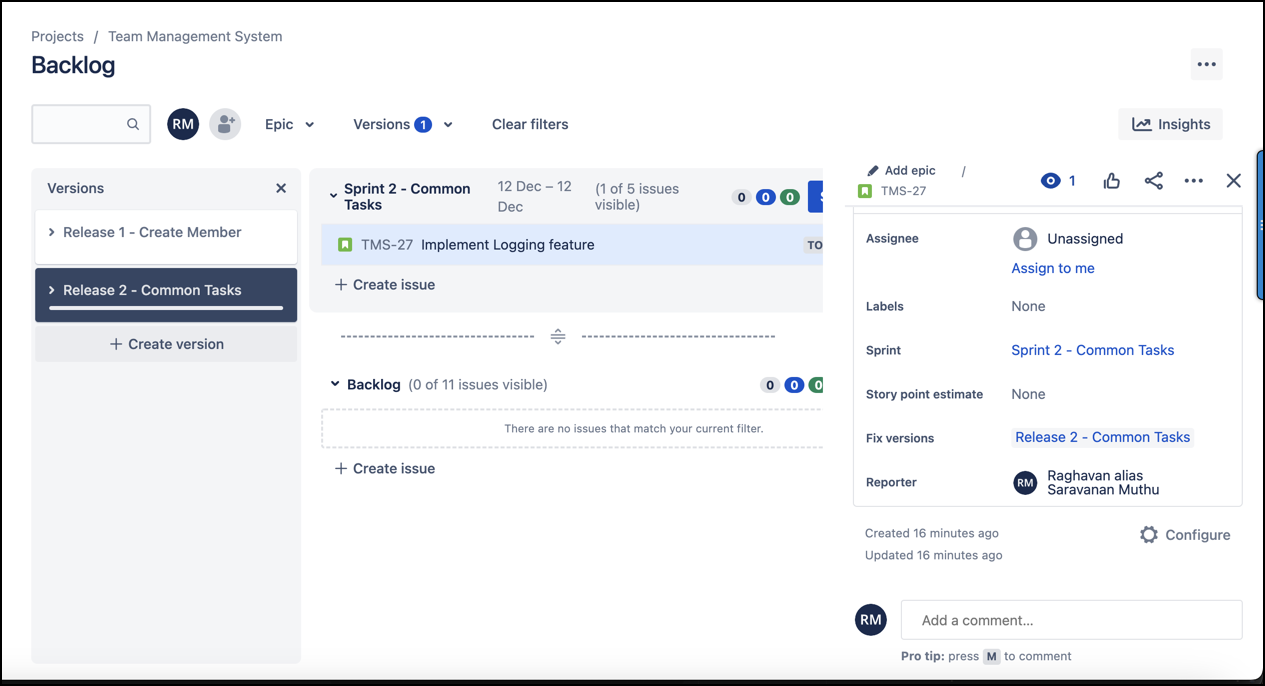 Projects / Team Management System
Backlog
RM
Epic
Versions 1
Clear filters
Insights
Versions
Release 1 - Create Member
Release 2 - Common Tasks
+ Create version
Sprint 2 - Common
Tasks
12 Dec – 12
Dec
(1 of 5 issues
visible)
0 0 0
TMS-27 Implement Logging feature
TO
+ Create issue
Backlog (0 of 11 issues visible)
0 0 0
There are no issues that match your current filter.
+ Create issue
Add epic /
TMS-27
1
Assignee
Unassigned
Assign to me
Labels
None
Sprint
Sprint 2 - Common Tasks
Story point estimate
None
Fix versions
Release 2 - Common Tasks
Reporter
RM
Raghavan alias
Saravanan Muthu
Created 16 minutes ago
Updated 16 minutes ago
Configure
RM
Add a comment...
Pro tip: press M to comment